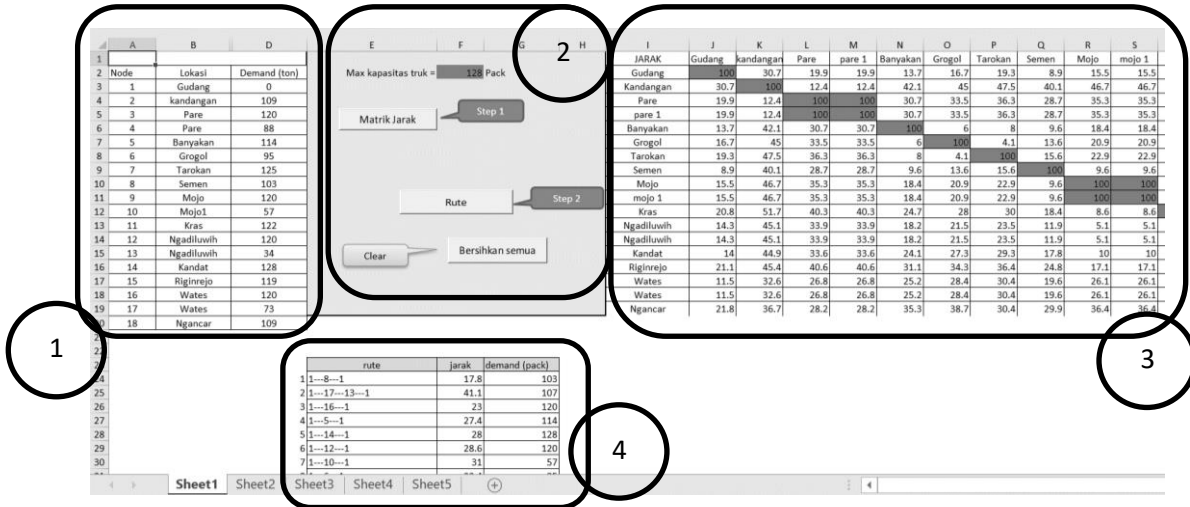 A B D E F G H I J K L M N O P Q R S
1
2 Node Lokasi Demand (ton) Max kapasitas truk = 128 Pack JARAK Gudang kandangan Pare pare 1 Banyakan Grogol Tarokan Semen Mojo mojo 1
3 1 Gudang 0 Gudang 100 30.7 19.9 19.9 13.7 16.7 19.3 8.9 15.5 15.5
4 2 kandangan 109 Kandangan 30.7 100 12.4 12.4 42.1 45 47.5 40.1 46.7 46.7
5 3 Pare 120 Pare 19.9 12.4 100 100 30.7 33.5 36.3 28.7 35.3 35.3
6 4 Pare 88 pare 1 19.9 12.4 100 100 30.7 33.5 36.3 28.7 35.3 35.3
7 5 Banyakan 114 Banyakan 13.7 42.1 30.7 30.7 100 6 8 9.6 18.4 18.4
8 6 Grogol 95 Grogol 16.7 45 33.5 33.5 6 100 4.1 13.6 20.9 20.9
9 7 Tarokan 125 Tarokan 19.3 47.5 36.3 36.3 8 4.1 100 15.6 22.9 22.9
10 8 Semen 103 Semen 8.9 40.1 28.7 28.7 9.6 13.6 15.6 100 9.6 9.6
11 9 Mojo 120 Mojo 15.5 46.7 35.3 35.3 18.4 20.9 22.9 9.6 100 100
12 10 Mojo1 57 mojo 1 15.5 46.7 35.3 35.3 18.4 20.9 22.9 9.6 100 100
13 11 Kras 122 Kras 20.8 51.7 40.3 40.3 24.7 28 30 18.4 8.6 8.6
14 12 Ngadiluwih 120 Ngadiluwih 14.3 45.1 33.9 33.9 18.2 21.5 23.5 11.9 5.1 5.1
15 13 Ngadiluwih 34 Ngadiluwih 14.3 45.1 33.9 33.9 18.2 21.5 23.5 11.9 5.1 5.1
16 14 Kandat 128 Kandat 14 44.9 33.6 33.6 24.1 27.3 29.3 17.8 10 10
17 15 Riginrejo 119 Riginrejo 21.1 45.4 40.6 40.6 31.1 34.3 36.4 24.8 17.1 17.1
18 16 Wates 120 Wates 11.5 32.6 26.8 26.8 25.2 28.4 30.4 19.6 26.1 26.1
19 17 Wates 73 Wates 11.5 32.6 26.8 26.8 25.2 28.4 30.4 19.6 26.1 26.1
18 Ngancar 109 Ngancar 21.8 36.7 28.2 28.2 35.3 38.7 30.4 29.9 36.4 36.4
Matrik Jarak Step 1
Rute Step 2
Clear Bersihkan semua
1
2
3
4
rute jarak demand (pack)
24 1 1---8---1 17.8 103
25 2 1---17---13---1 41.1 107
26 3 1---16---1 23 120
27 4 1---5---1 27.4 114
28 5 1---14---1 28 128
29 6 1---12---1 28.6 120
30 7 1---10---1 31 57
Sheet1 Sheet2 Sheet3 Sheet4 Sheet5